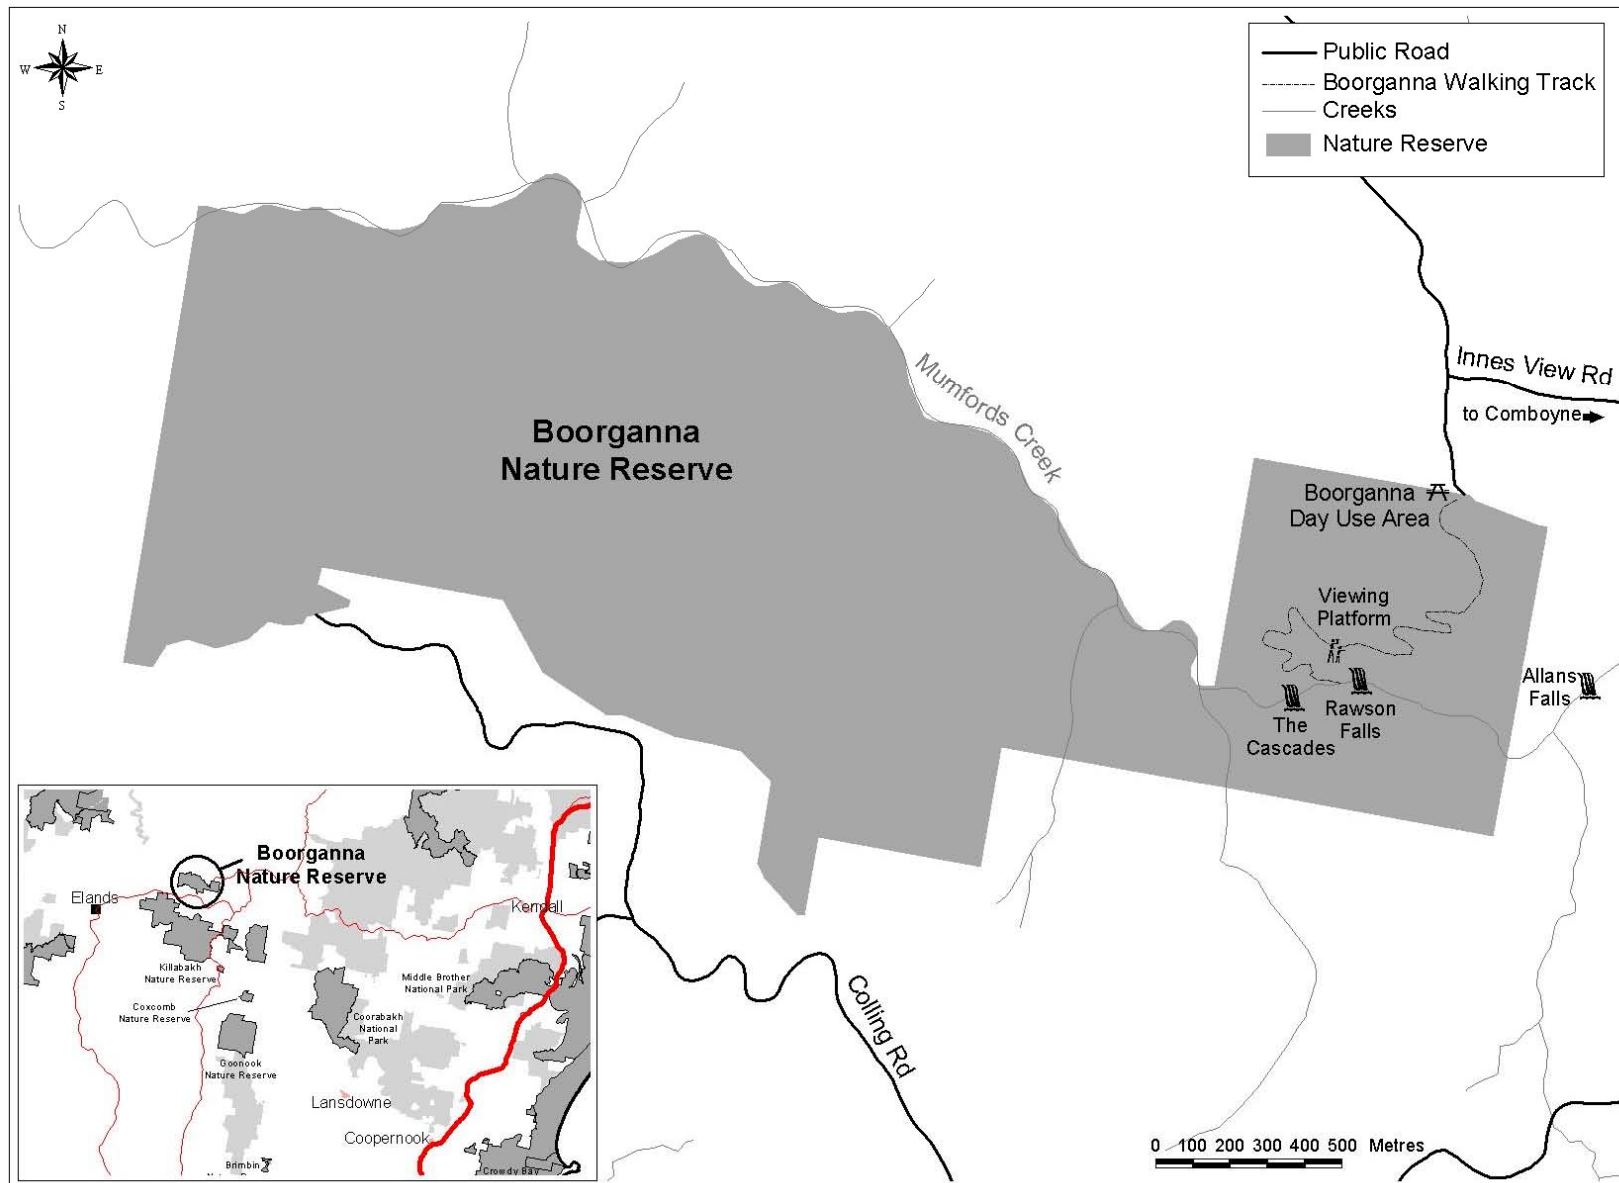 N
W E
S
Public Road
Boorganna Walking Track
Creeks
Nature Reserve
Innes View Rd
to Comboyne
Mumfords Creek
Boorganna
Nature Reserve
Boorganna
Day Use Area
Viewing
Platform
Allans
Falls
The
Cascades
Rawson
Falls
Colling Rd
0 100 200 300 400 500 Metres
Boorganna
Nature Reserve
Elands
Kendall
Killabakh
Nature Reserve
Middle Brother
National Park
Coxcomb
Nature Reserve
Coorabakh
National
Park
Goonook
Nature Reserve
Lansdowne
Coopernook
Brimbin
Crowdy Bay